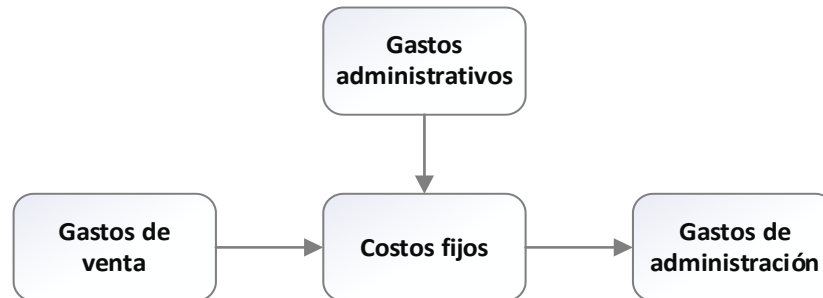 Gastos
administrativos
Gastos de
venta
Costos fijos
Gastos de
administración